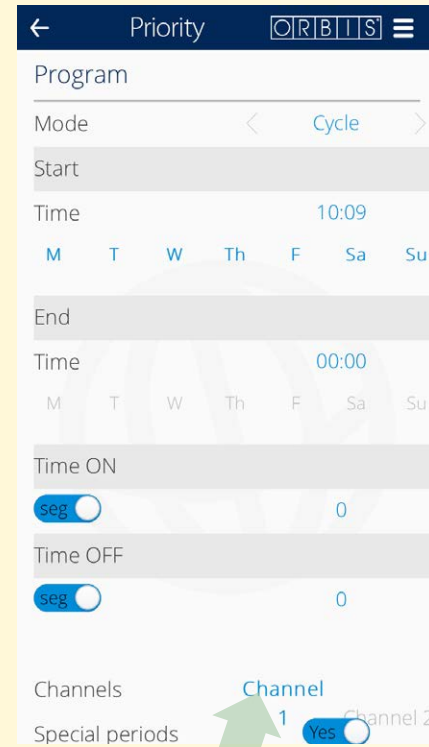 ← Priority ORBIS
Program
Mode < Cycle >
Start
Time 10:09
M T W Th F Sa Su
End
Time 00:00
M T W Th F Sa Su
Time ON
seg 0
Time OFF
seg 0
Channels Channel 1 Channel 2
Special periods Yes